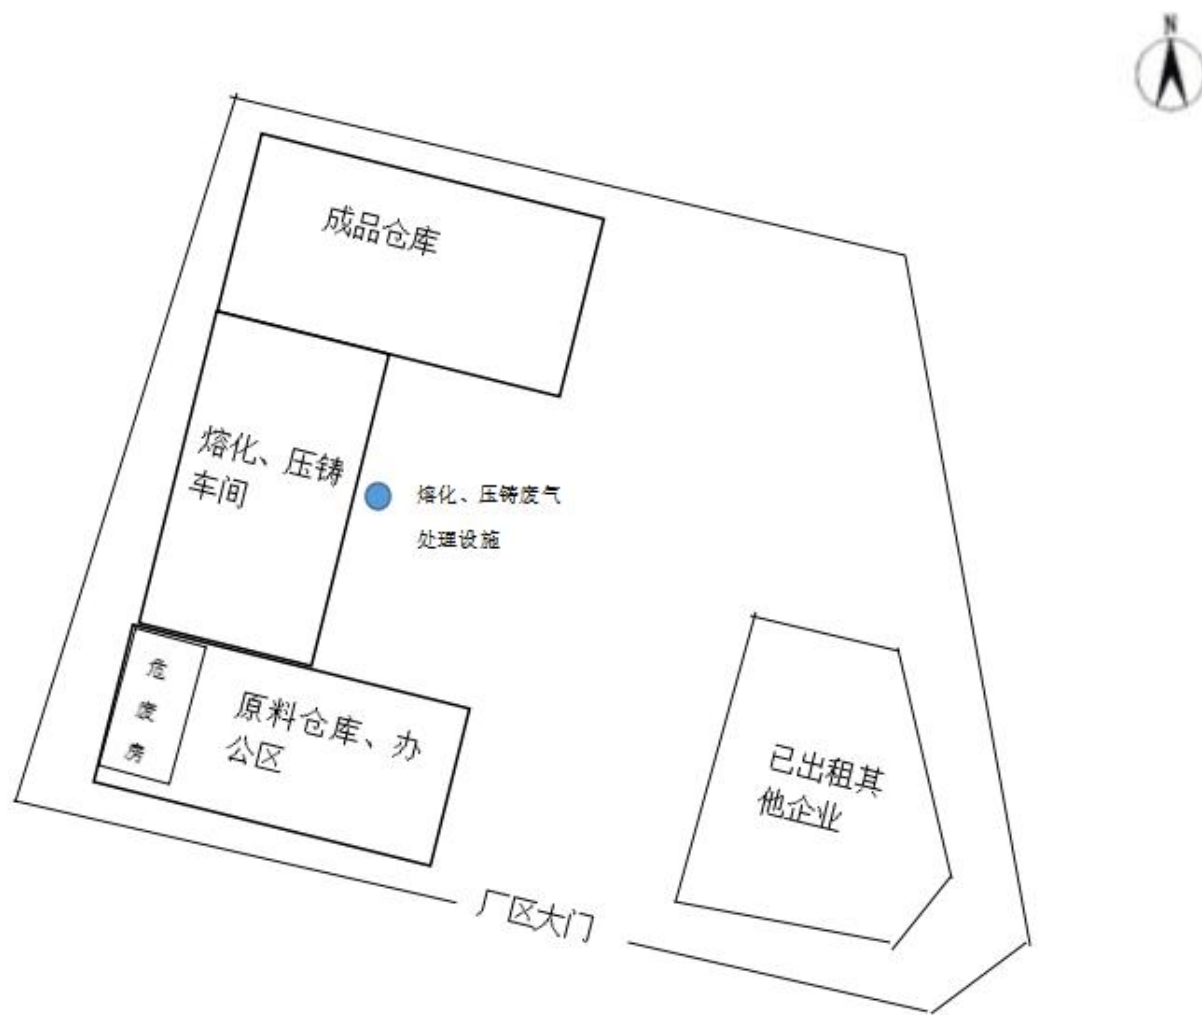 N
成品仓库
熔化、压铸
车间
熔化、压铸废气
处理设施
危
废
房
原料仓库、办
公区
已出租其
他企业
厂区大门